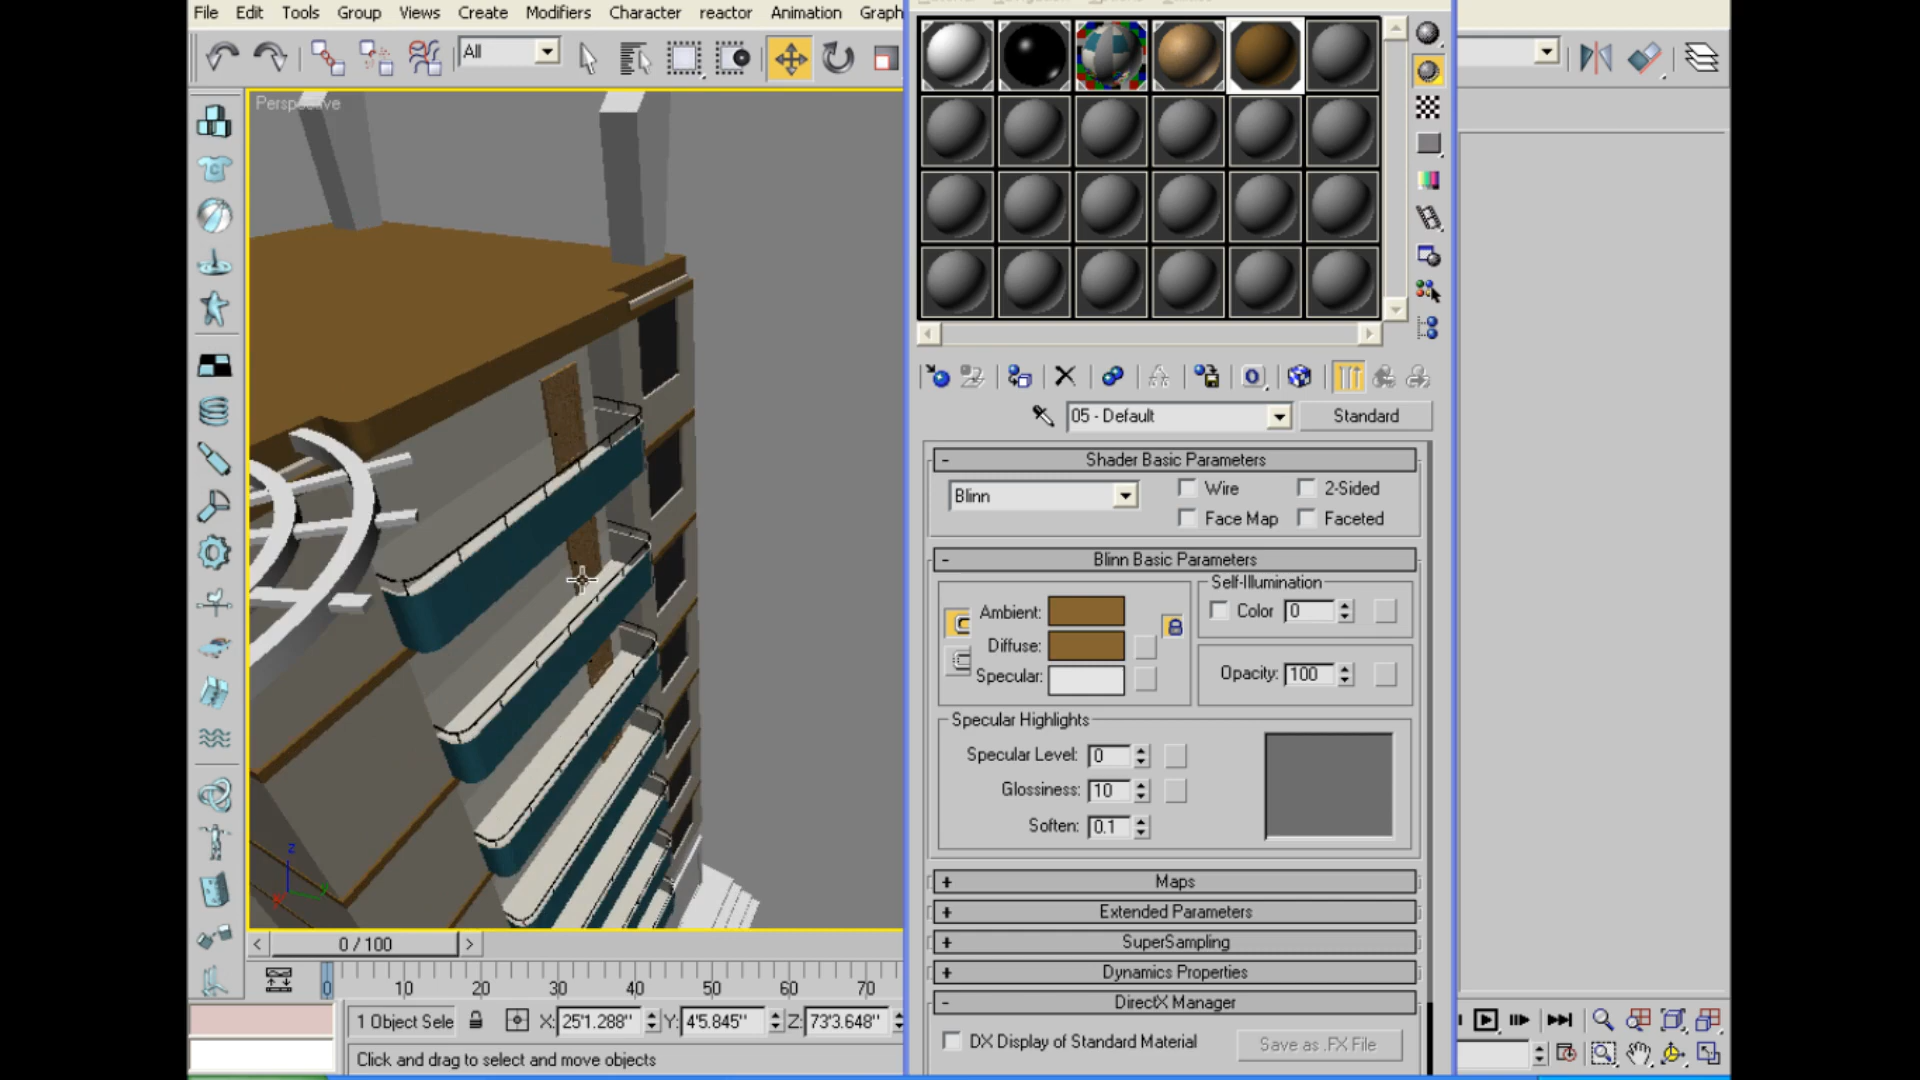 File Edit Tools Group Views Create Modifiers Character reactor Animation Graph
All
Perspective
05 - Default Standard
- Shader Basic Parameters
Blinn Wire 2-Sided
Face Map Faceted
- Blinn Basic Parameters
Self-Illumination
Ambient: Color 0
Diffuse:
Specular: Opacity: 100
Specular Highlights
Specular Level: 0
Glossiness: 10
Soften: 0.1
+ Maps
+ Extended Parameters
+ SuperSampling
+ Dynamics Properties
- DirectX Manager
DX Display of Standard Material Save as .FX File
z
< 0 / 100 >
0 10 20 30 40 50 60 70
1 Object Sele X: 25'1.288" Y: 4'5.845" Z: 73'3.648"
Click and drag to select and move objects